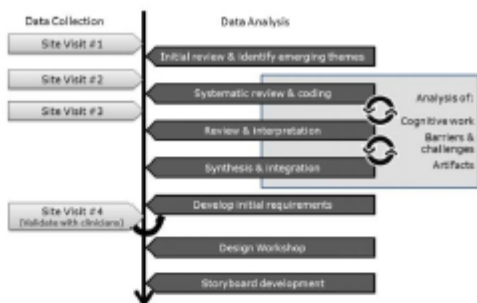 Data Collection
Data Analysis
Site Visit #1
Initial review & identify emerging themes
Site Visit #2
Systematic review & coding
Site Visit #3
Review & interpretation
Synthesis & integration
Analysis of:
Cognitive work
Barriers &
challenges
Artifacts
Develop initial requirements
Site Visit #4
(Validate with clinicians)
Design Workshop
Storyboard development